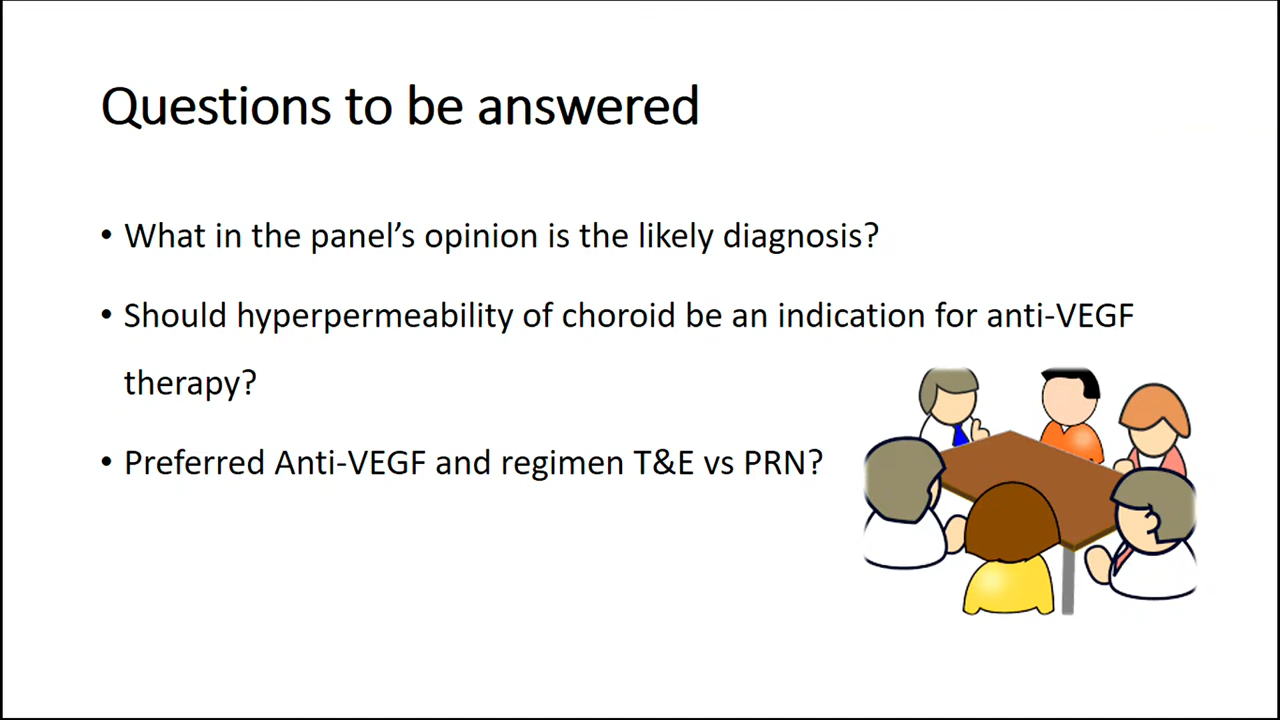 Questions to be answered
• What in the panel’s opinion is the likely diagnosis?
• Should hyperpermeability of choroid be an indication for anti-VEGF
therapy?
• Preferred Anti-VEGF and regimen T&E vs PRN?